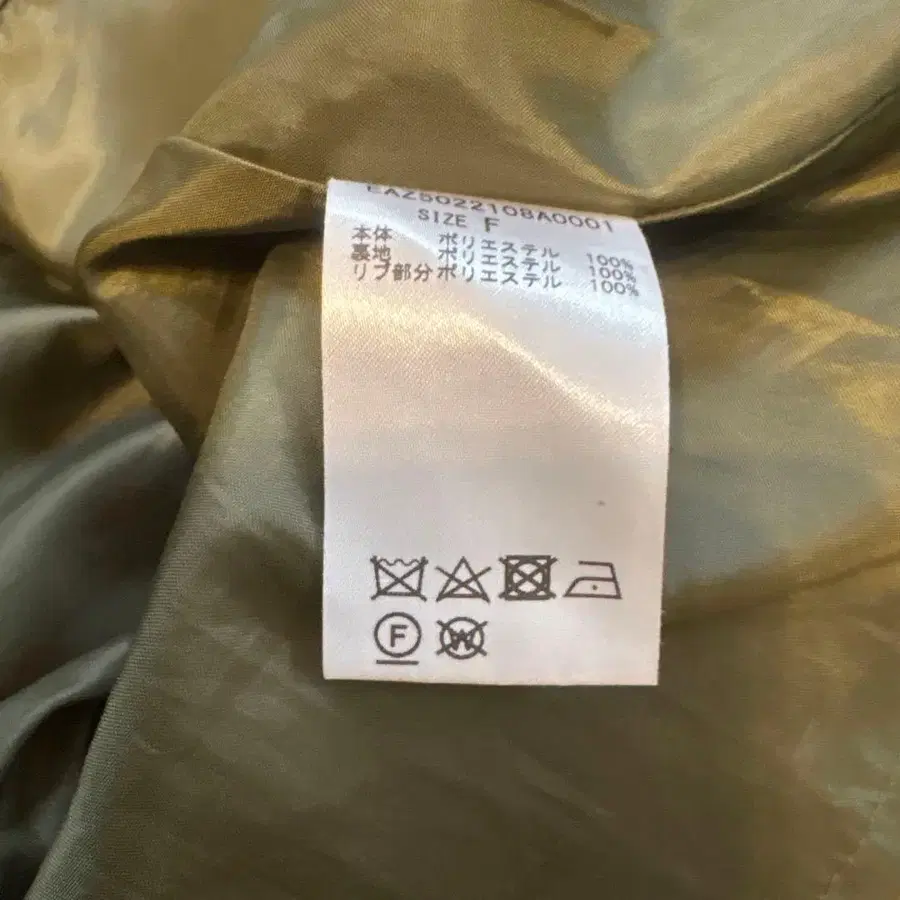 EAZ5022108A0001
SIZE F
本体 ポリエステル 100%
裏地 ポリエステル 100%
リブ部分 ポリエステル 100%
F
W